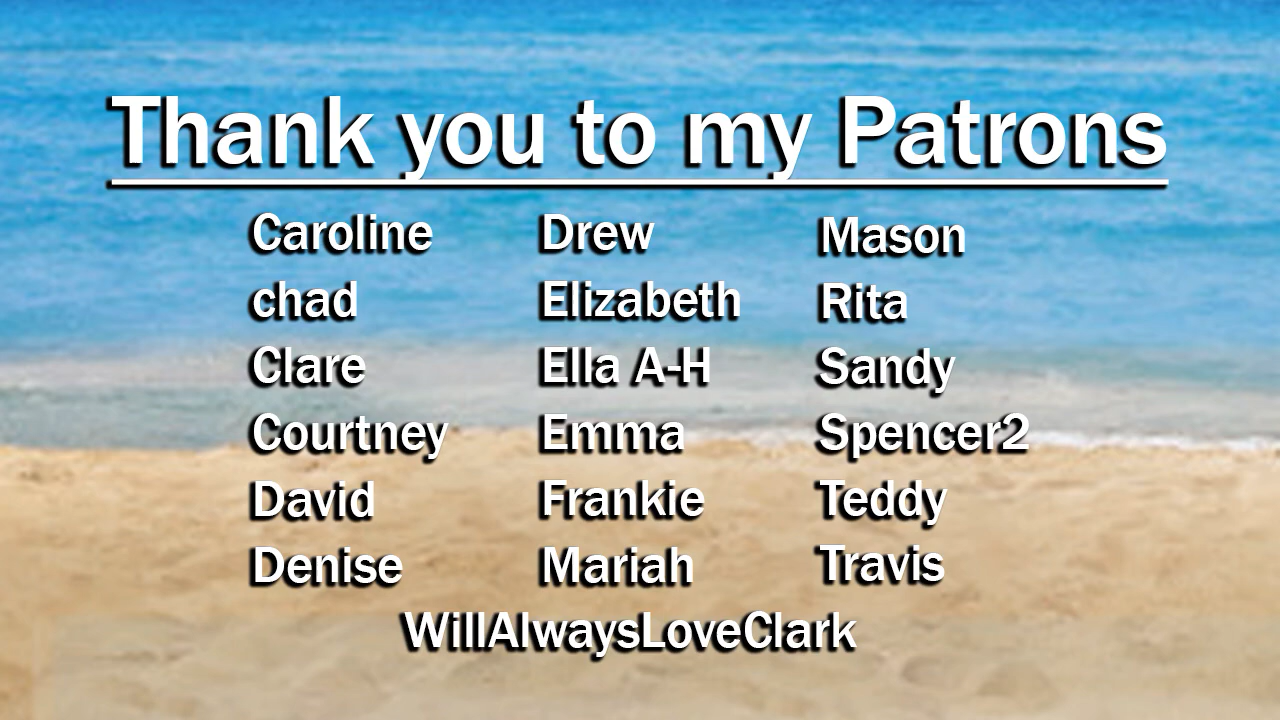 Thank you to my Patrons
Caroline
chad
Clare
Courtney
David
Denise
Drew
Elizabeth
Ella A-H
Emma
Frankie
Mariah
Mason
Rita
Sandy
Spencer2
Teddy
Travis
WillAlwaysLoveClark